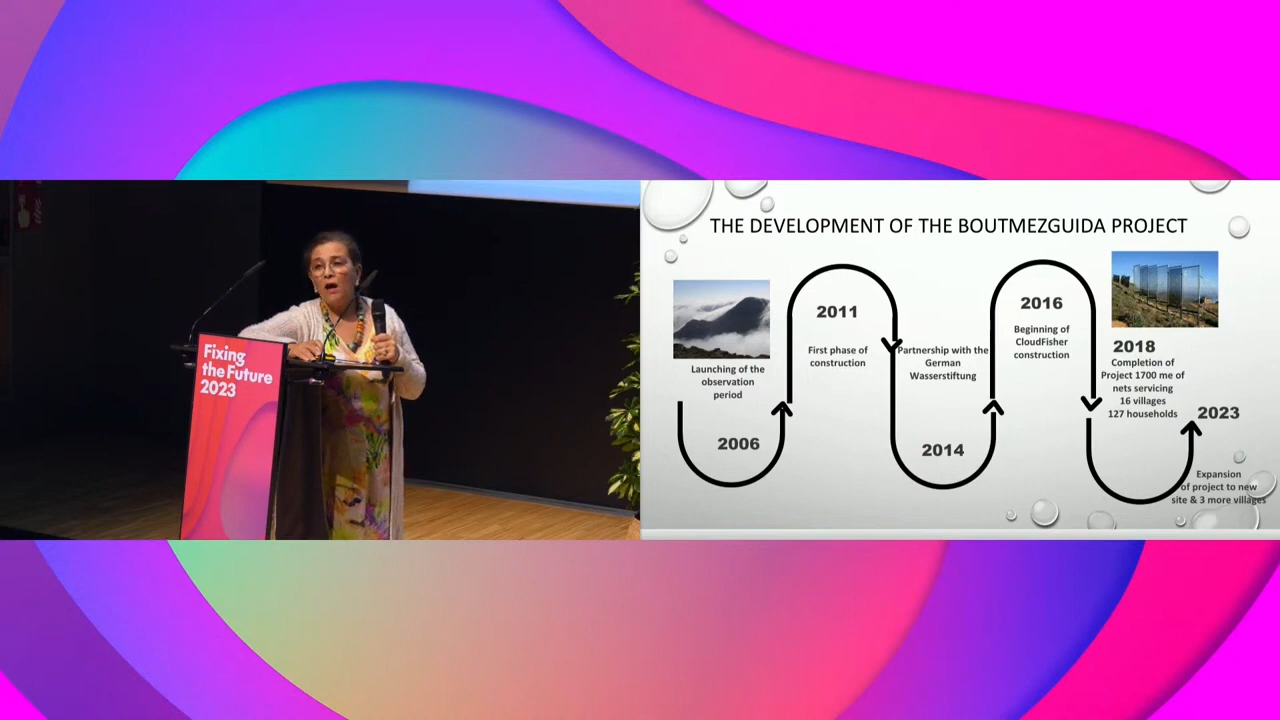 Fixing
the Future
2023
THE DEVELOPMENT OF THE BOUTMEZGUIDA PROJECT
Launching of the
observation
period
2006
2011
First phase of
construction
Partnership with the
German
Wasserstiftung
2014
2016
Beginning of
CloudFisher
construction
2018
Completion of
Project 1700 me of
nets servicing
16 villages
127 households
2023
Expansion
of project to new
site & 3 more villages